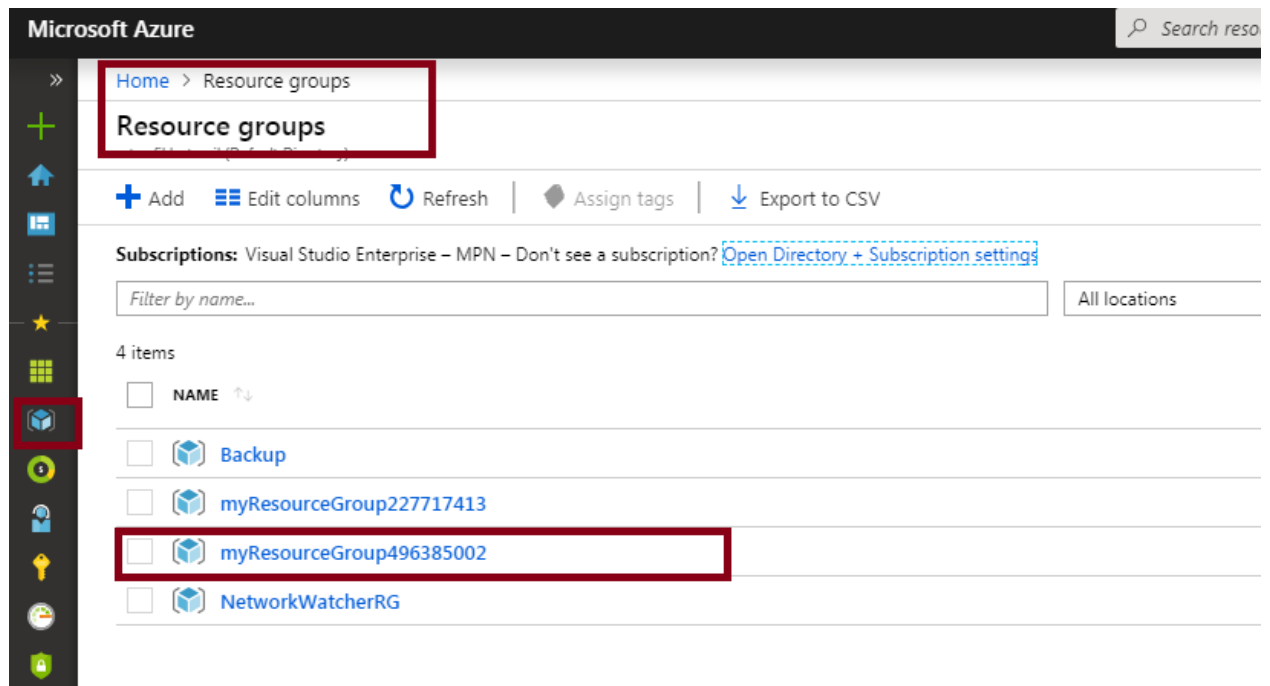 Microsoft Azure
Search reso
Home > Resource groups
Resource groups
Add Edit columns Refresh Assign tags Export to CSV
Subscriptions: Visual Studio Enterprise – MPN – Don't see a subscription? Open Directory + Subscription settings
Filter by name...
All locations
4 items
NAME
Backup
myResourceGroup227717413
myResourceGroup496385002
NetworkWatcherRG